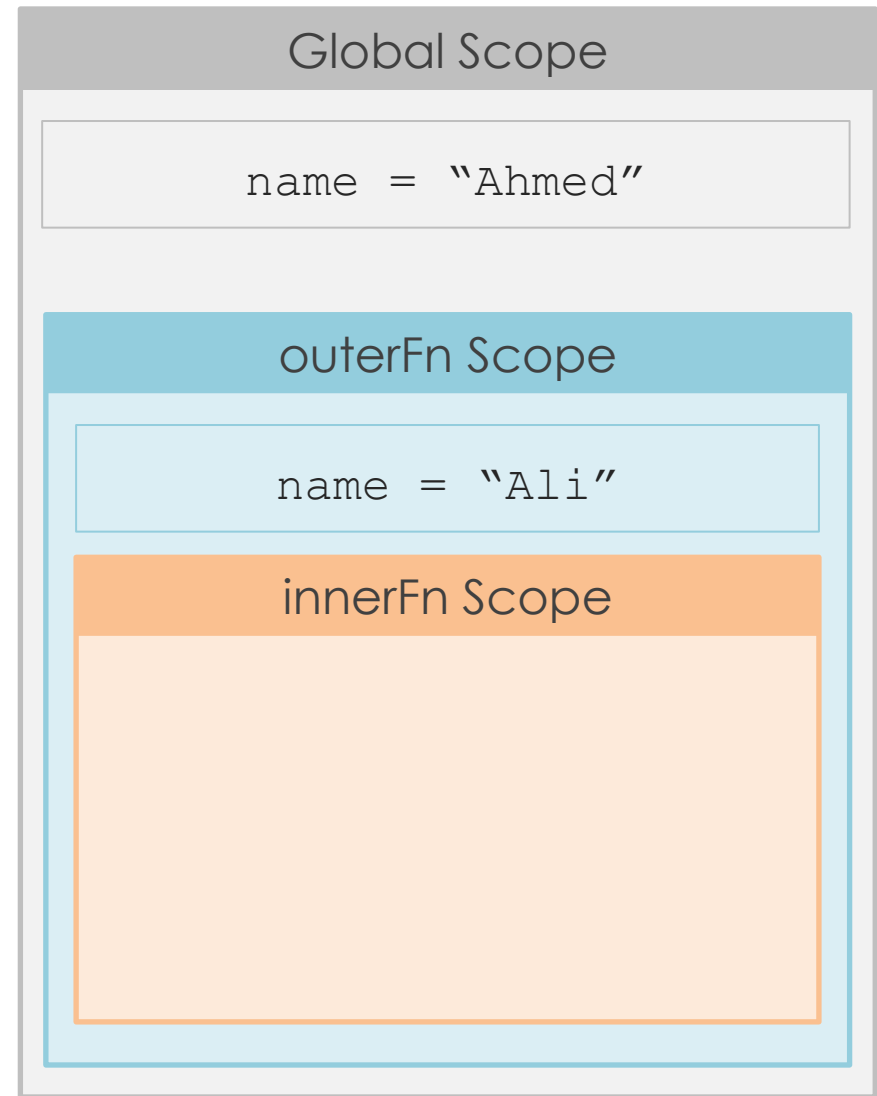 Global Scope
name = “Ahmed”
outerFn Scope
name = “Ali”
innerFn Scope